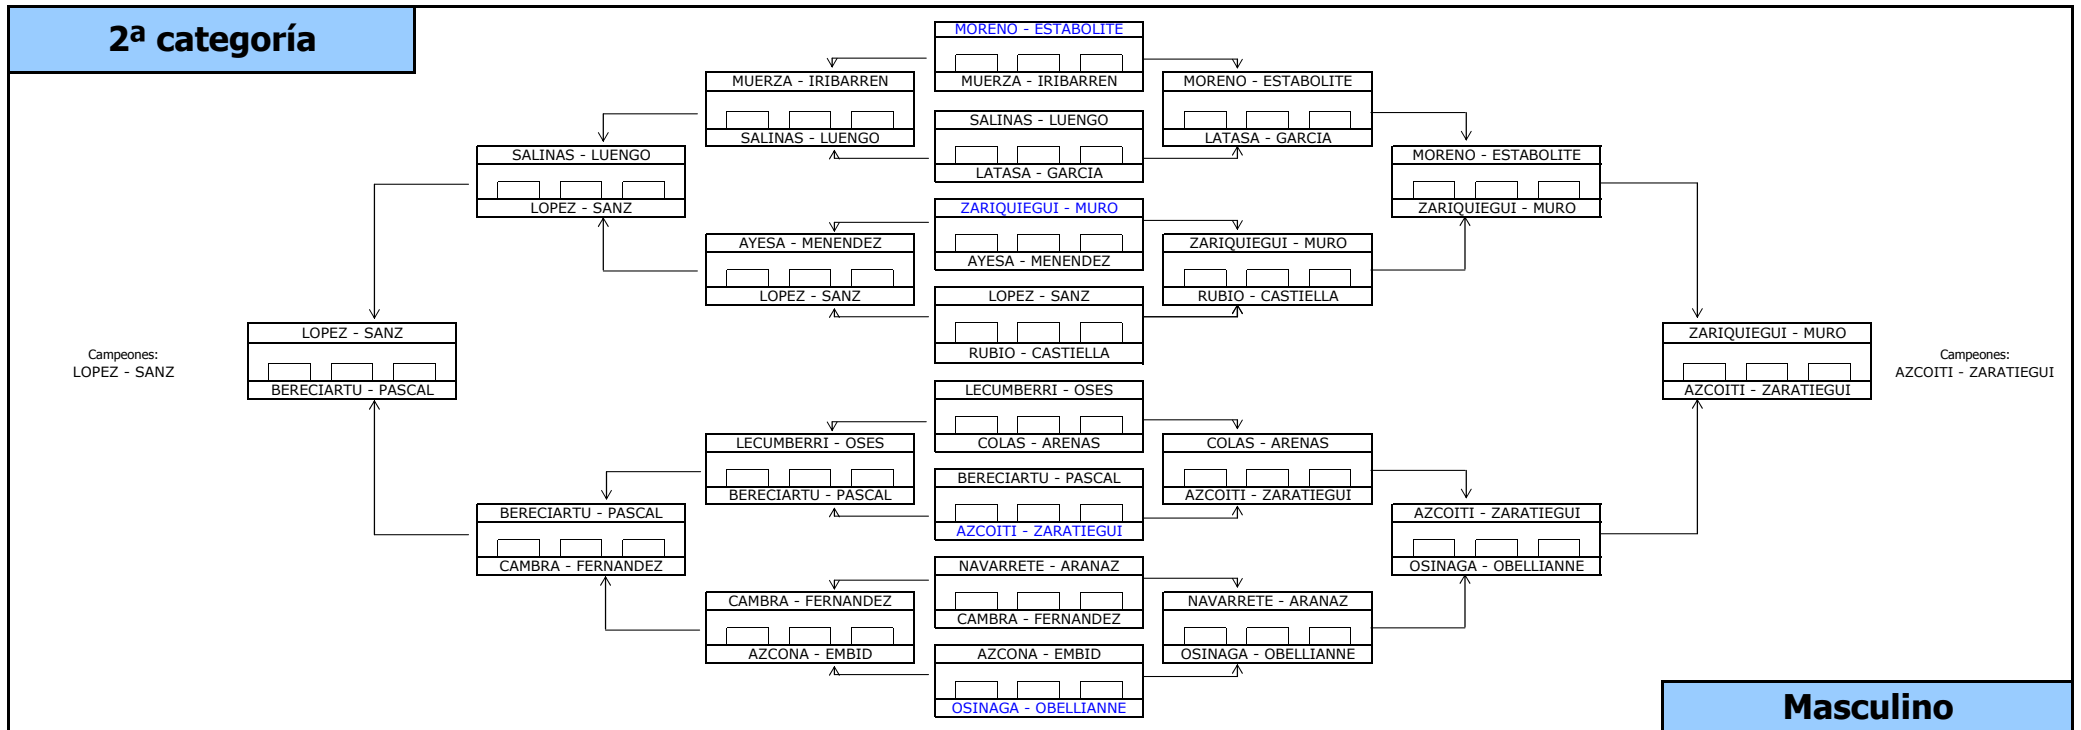 2ª categoría
MORENO - ESTABOLITE
MUERZA - IRIBARREN
SALINAS - LUENGO
LATASA - GARCIA
ZARIQUIEGUI - MURO
AYESA - MENENDEZ
LOPEZ - SANZ
RUBIO - CASTIELLA
LECUMBERRI - OSES
COLAS - ARENAS
BERECIARTU - PASCAL
AZCOITI - ZARATIEGUI
NAVARRETE - ARANAZ
CAMBRA - FERNANDEZ
AZCONA - EMBID
OSINAGA - OBELLIANNE
MUERZA - IRIBARREN
SALINAS - LUENGO
AYESA - MENENDEZ
LOPEZ - SANZ
LECUMBERRI - OSES
BERECIARTU - PASCAL
CAMBRA - FERNANDEZ
AZCONA - EMBID
SALINAS - LUENGO
LOPEZ - SANZ
BERECIARTU - PASCAL
CAMBRA - FERNANDEZ
LOPEZ - SANZ
BERECIARTU - PASCAL
Campeones:
LOPEZ - SANZ
MORENO - ESTABOLITE
LATASA - GARCIA
ZARIQUIEGUI - MURO
RUBIO - CASTIELLA
COLAS - ARENAS
AZCOITI - ZARATIEGUI
NAVARRETE - ARANAZ
OSINAGA - OBELLIANNE
MORENO - ESTABOLITE
ZARIQUIEGUI - MURO
AZCOITI - ZARATIEGUI
OSINAGA - OBELLIANNE
ZARIQUIEGUI - MURO
AZCOITI - ZARATIEGUI
Campeones:
AZCOITI - ZARATIEGUI
Masculino